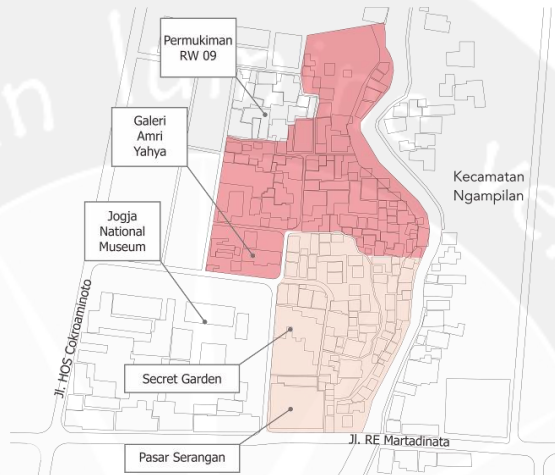 Permukiman
RW 09
Galeri
Amri
Yahya
Kecamatan
Ngampilan
Jogja
National
Museum
Jl. HOS Cokroaminoto
Secret Garden
Jl. RE Martadinata
Pasar Serangan